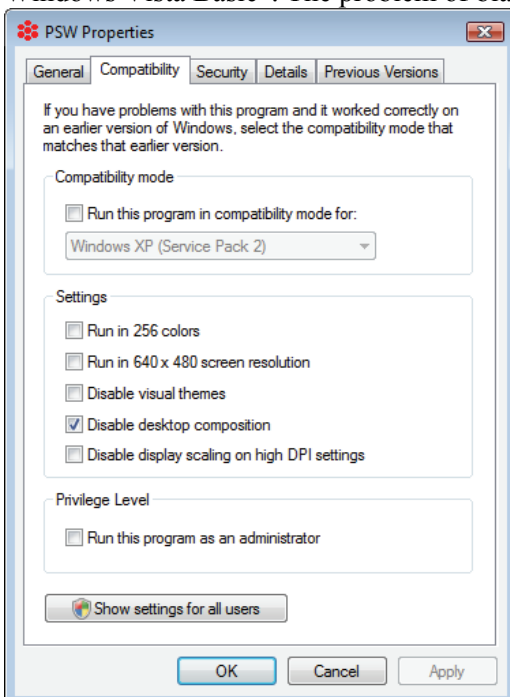 PSW Properties
General Compatibility Security Details Previous Versions
If you have problems with this program and it worked correctly on
an earlier version of Windows, select the compatibility mode that
matches that earlier version.
Compatibility mode
Run this program in compatibility mode for:
Windows XP (Service Pack 2)
Settings
Run in 256 colors
Run in 640 x 480 screen resolution
Disable visual themes
Disable desktop composition
Disable display scaling on high DPI settings
Privilege Level
Run this program as an administrator
Show settings for all users
OK Cancel Apply